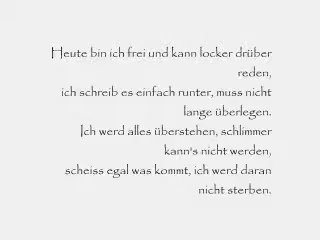 Heute bin ich frei und kann locker drüber
reden,
ich schreib es einfach runter, muss nicht
lange überlegen.
Ich werd alles überstehen, schlimmer
kann's nicht werden,
scheiss egal was kommt, ich werd daran
nicht sterben.